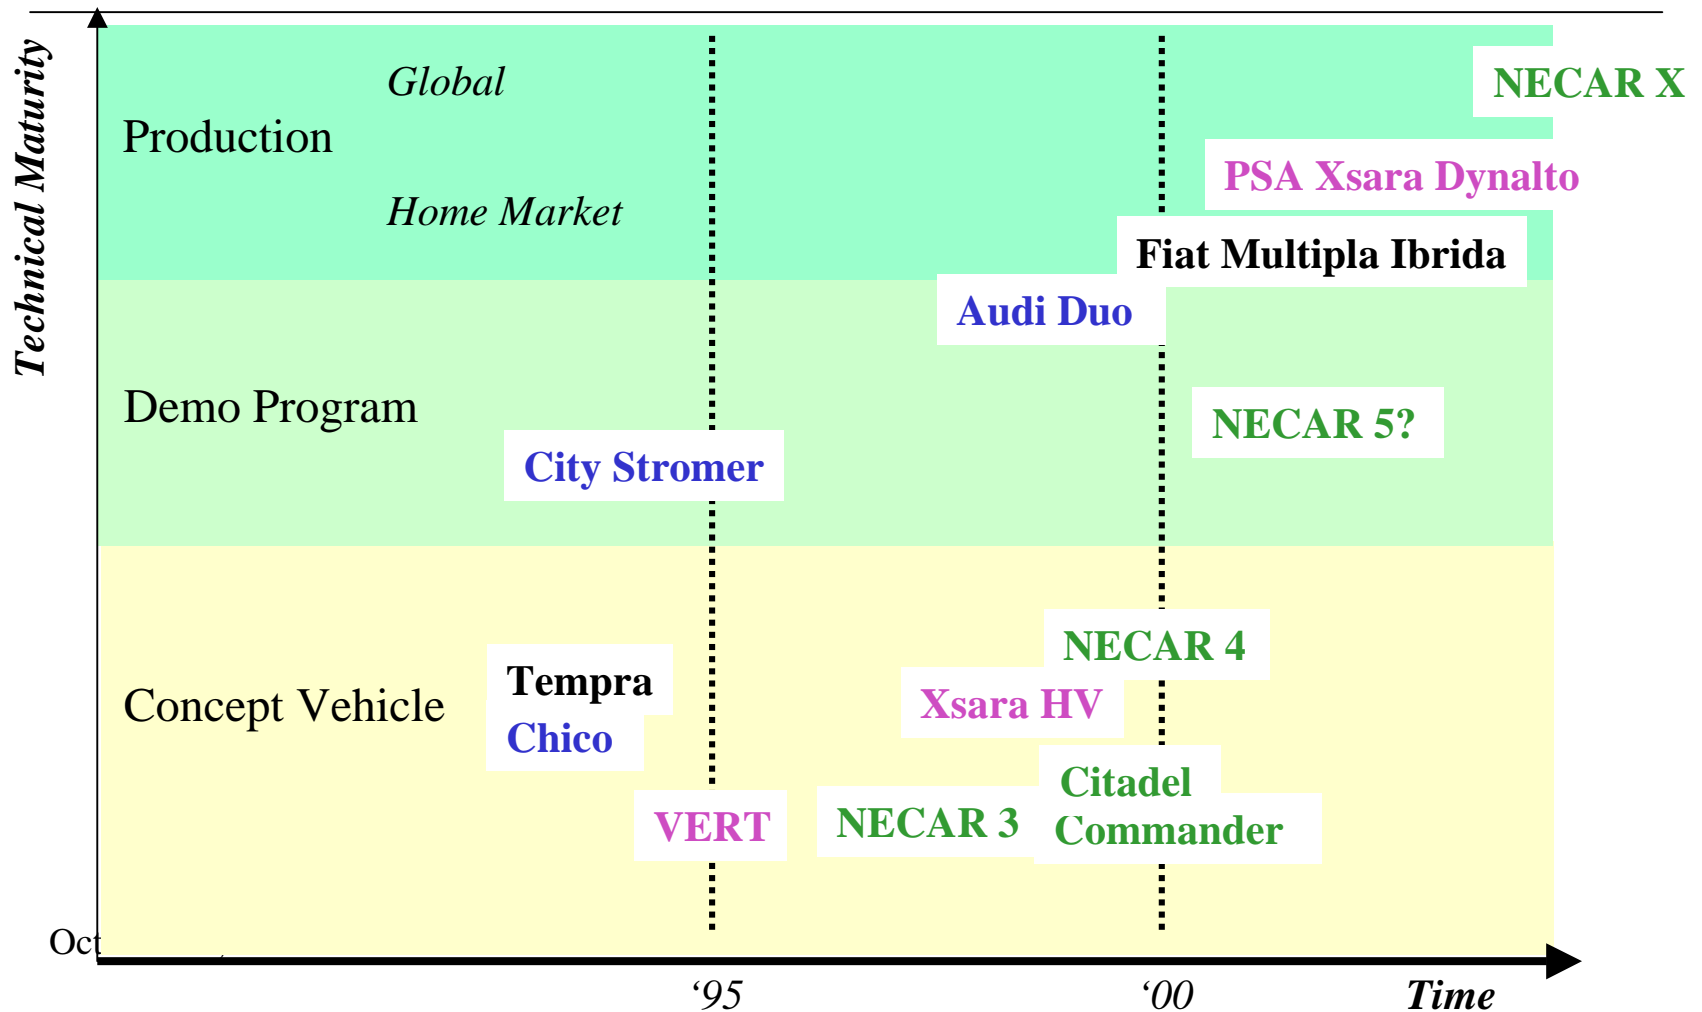 Technical Maturity
Global
NECAR X
Production
PSA Xsara Dynalto
Home Market
Fiat Multipla Ibrida
Audi Duo
Demo Program
NECAR 5?
City Stromer
NECAR 4
Tempra
Concept Vehicle
Xsara HV
Chico
Citadel
VERT
NECAR 3
Commander
Oct
‘95
‘00
Time